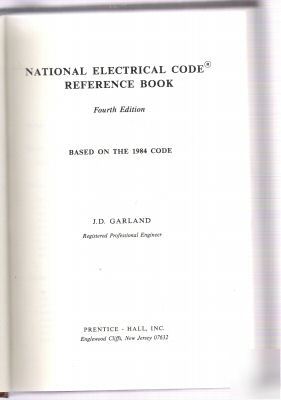 NATIONAL ELECTRICAL CODE®
REFERENCE BOOK
Fourth Edition
BASED ON THE 1984 CODE
J.D. GARLAND
Registered Professional Engineer
PRENTICE - HALL, INC.
Englewood Cliffs, New Jersey 07632